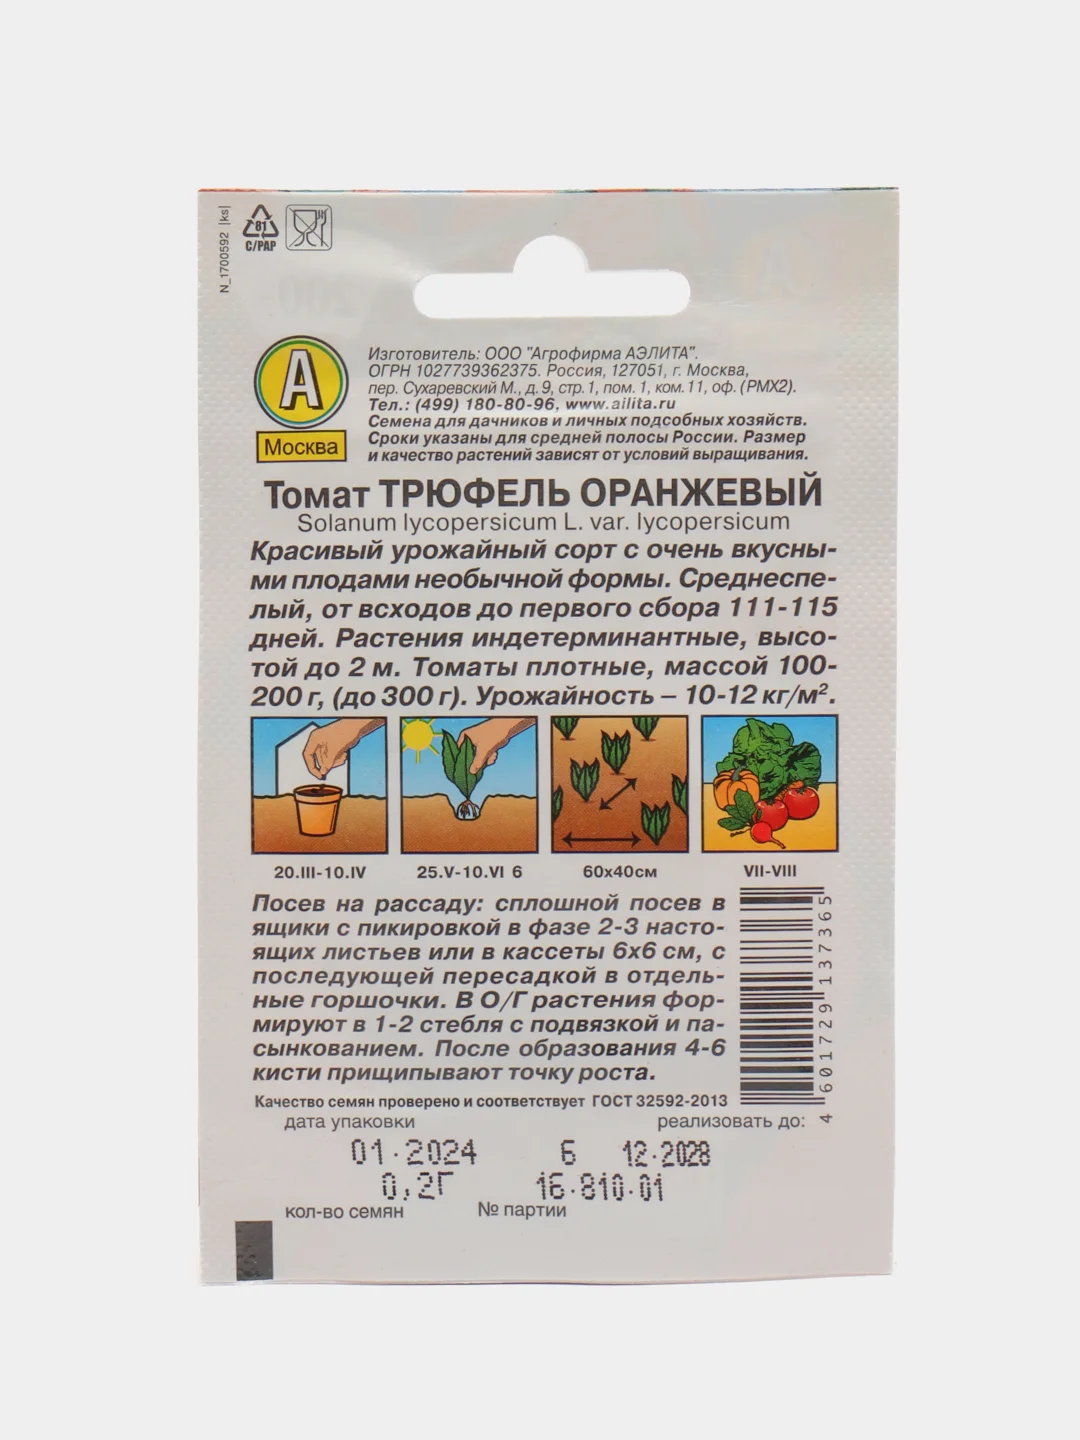 N_1700592 |ks|
81
C/PAP
А
Москва
Изготовитель: ООО "Агрофирма АЭЛИТА".
ОГРН 1027739362375. Россия, 127051, г. Москва,
пер. Сухаревский М., д. 9, стр. 1, пом. 1, ком. 11, оф. (РМХ2).
Тел.: (499) 180-80-96, www.ailita.ru
Семена для дачников и личных подсобных хозяйств.
Сроки указаны для средней полосы России. Размер
и качество растений зависят от условий выращивания.
Томат ТРЮФЕЛЬ ОРАНЖЕВЫЙ
Solanum lycopersicum L. var. lycopersicum
Красивый урожайный сорт с очень вкусны-
ми плодами необычной формы. Среднеспе-
лый, от всходов до первого сбора 111-115
дней. Растения индетерминантные, высо-
той до 2 м. Томаты плотные, массой 100-
200 г, (до 300 г). Урожайность – 10-12 кг/м².
20.III-10.IV 25.V-10.VI 6 60х40см VII-VIII
Посев на рассаду: сплошной посев в
ящики с пикировкой в фазе 2-3 насто-
ящих листьев или в кассеты 6х6 см, с
последующей пересадкой в отдель-
ные горшочки. В О/Г растения фор-
мируют в 1-2 стебля с подвязкой и па-
сынкованием. После образования 4-6
кисти прищипывают точку роста.
4 601729 137365
Качество семян проверено и соответствует ГОСТ 32592-2013
дата упаковки реализовать до:
01.2024 6 12.2028
0,2Г 16.810.01
кол-во семян № партии